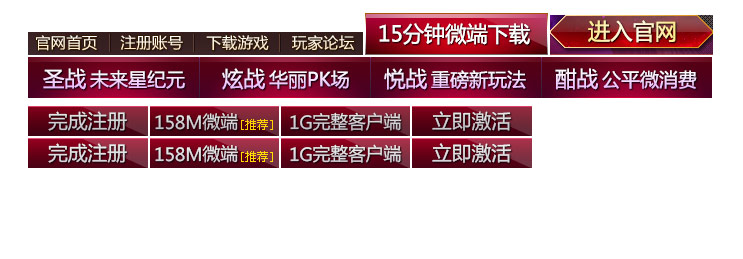 官网首页 注册账号 下载游戏 玩家论坛 15分钟微端下载 进入官网
圣战 未来星纪元 炫战 华丽PK场 悦战 重磅新玩法 酣战 公平微消费
完成注册 158M微端[推荐] 1G完整客户端 立即激活
完成注册 158M微端[推荐] 1G完整客户端 立即激活